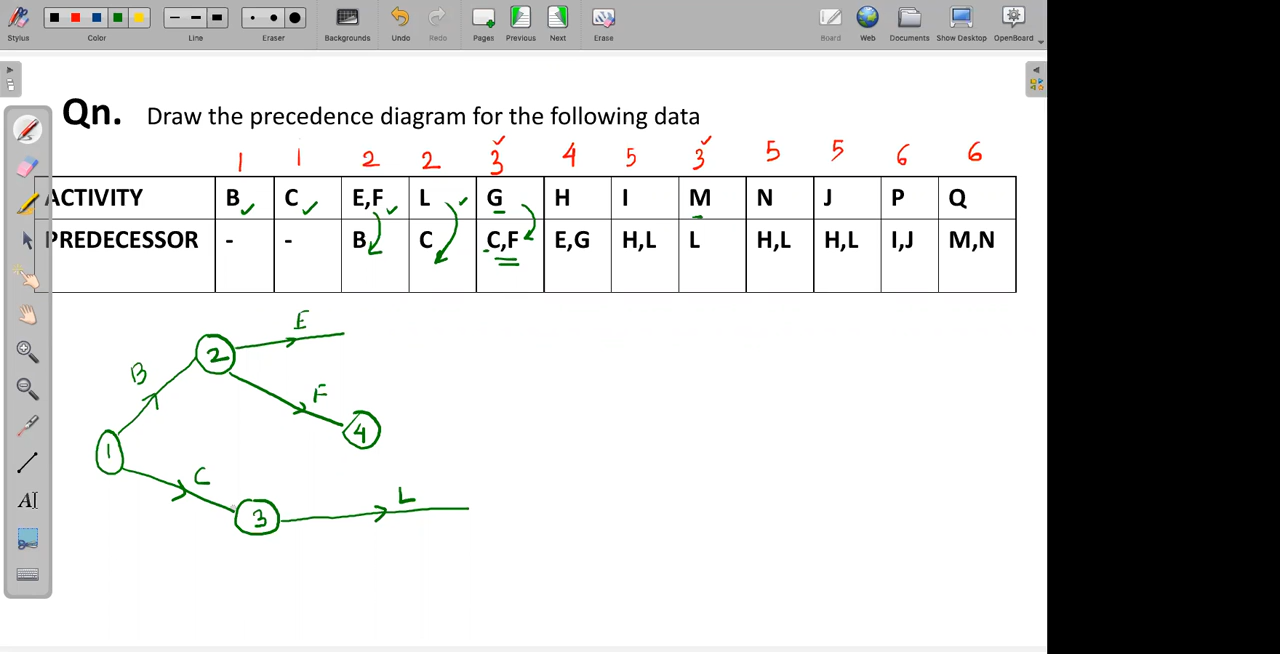 Color Line Eraser Backgrounds Undo Redo Pages Previous Next Erase Board Web Documents Show Desktop OpenBoard
Stylus
Qn. Draw the precedence diagram for the following data
1 1 2 2 3 4 5 3 5 5 6 6
ACTIVITY B C E,F L G H I M N J P Q
PREDECESSOR - - B C C,F E,G H,L L H,L H,L I,J M,N
E
2
B
F
4
1
C
L
3
AI